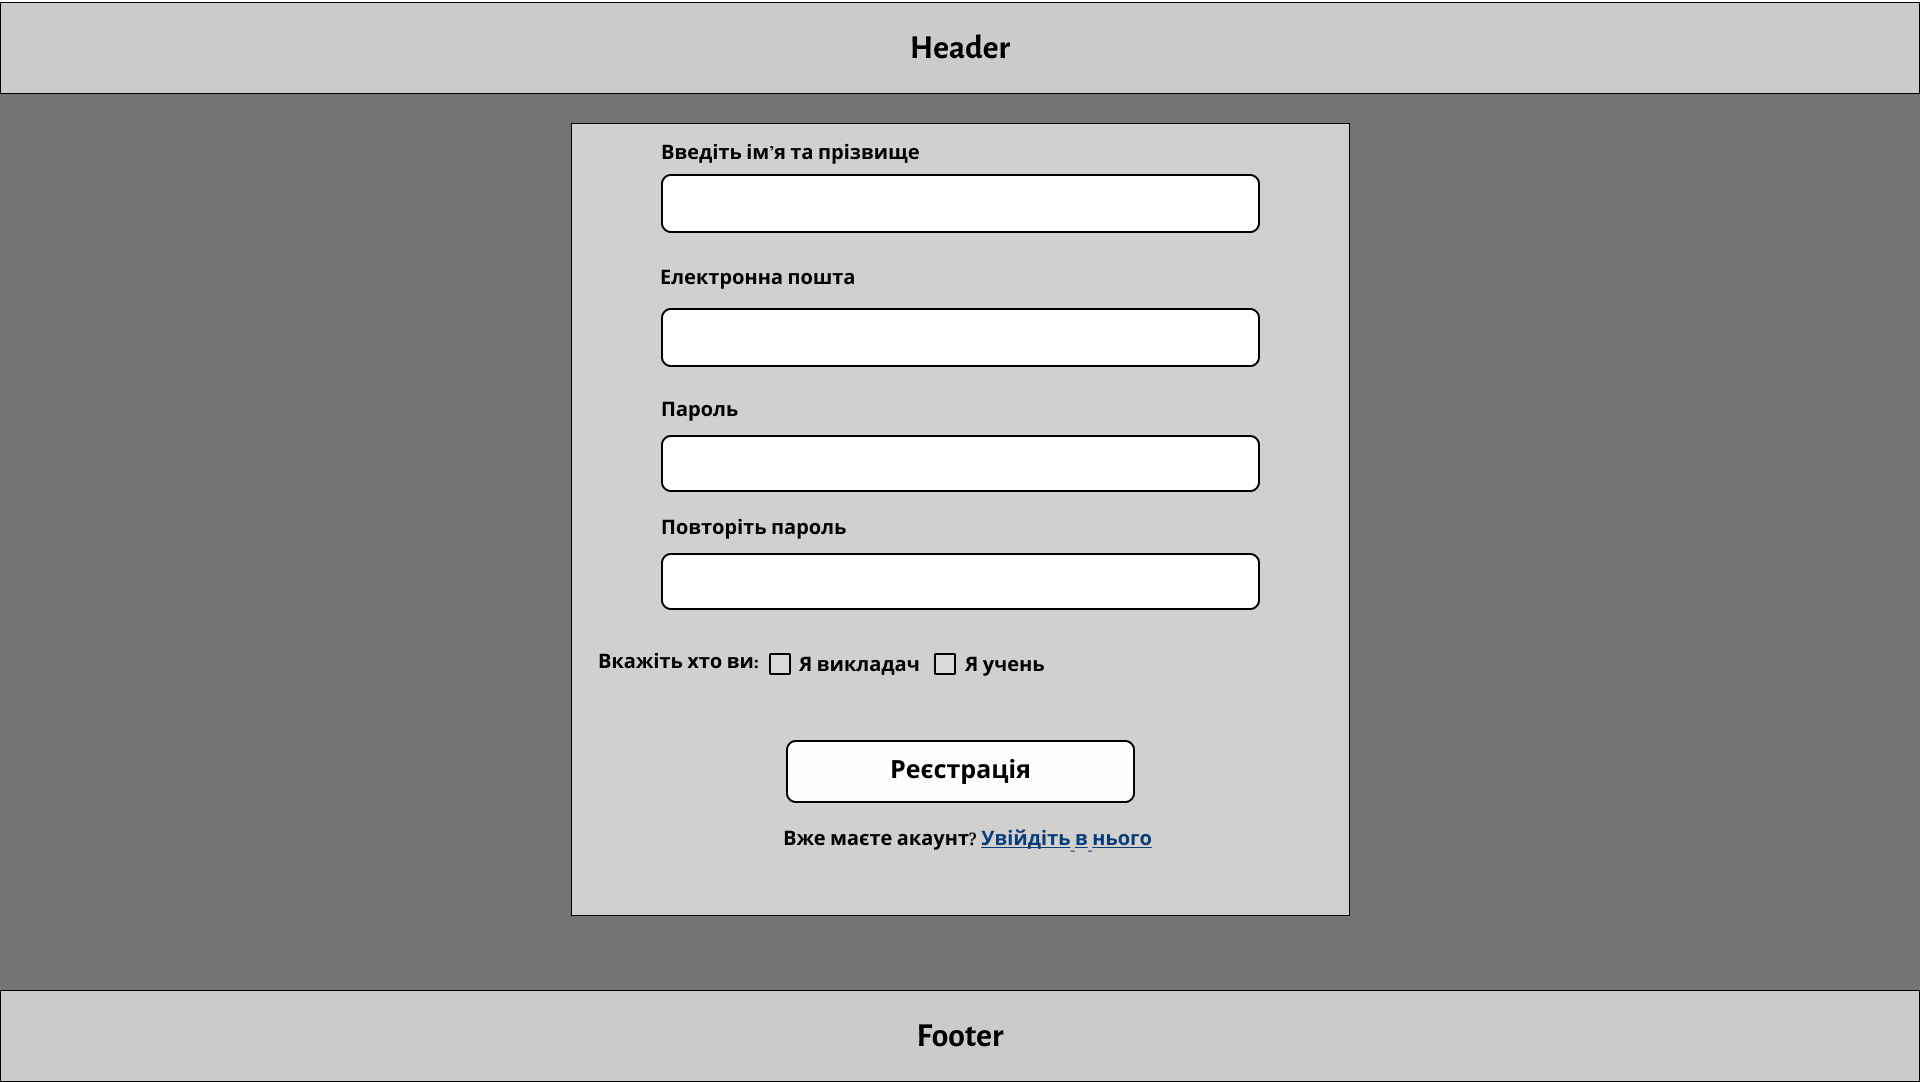 Header
Введіть ім’я та прізвище
Електронна пошта
Пароль
Повторіть пароль
Вкажіть хто ви: Я викладач Я учень
Реєстрація
Вже маєте акаунт? Увійдіть в нього
Footer